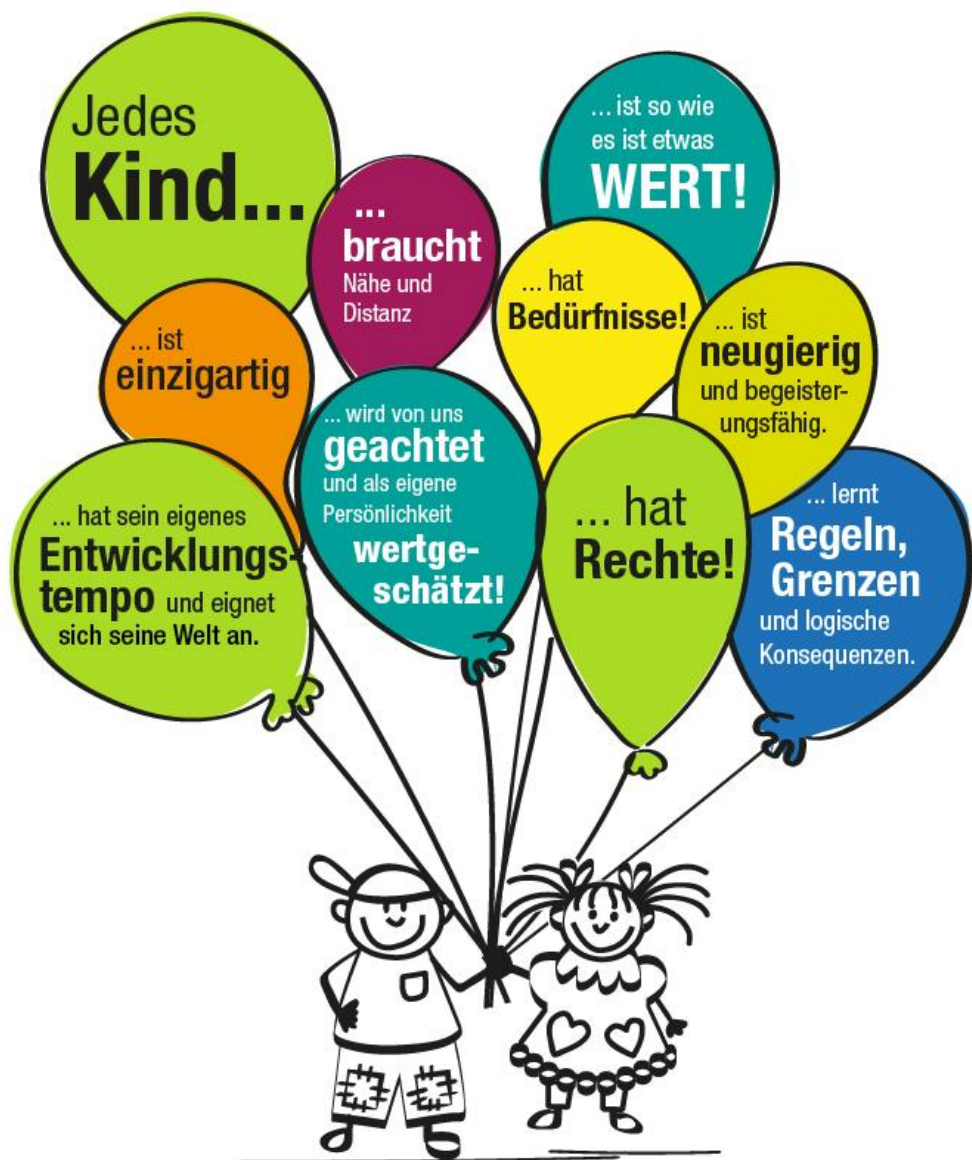 Jedes
Kind...
... ist so wie
es ist etwas
WERT!
...
braucht
Nähe und
Distanz
... hat
Bedürfnisse!
... ist
einzigartig
... ist
neugierig
und begeister-
ungsfähig.
... wird von uns
geachtet
und als eigene
Persönlichkeit
wertge-
schätzt!
... hat sein eigenes
Entwicklungs-
tempo und eignet
sich seine Welt an.
... hat
Rechte!
... lernt
Regeln,
Grenzen
und logische
Konsequenzen.